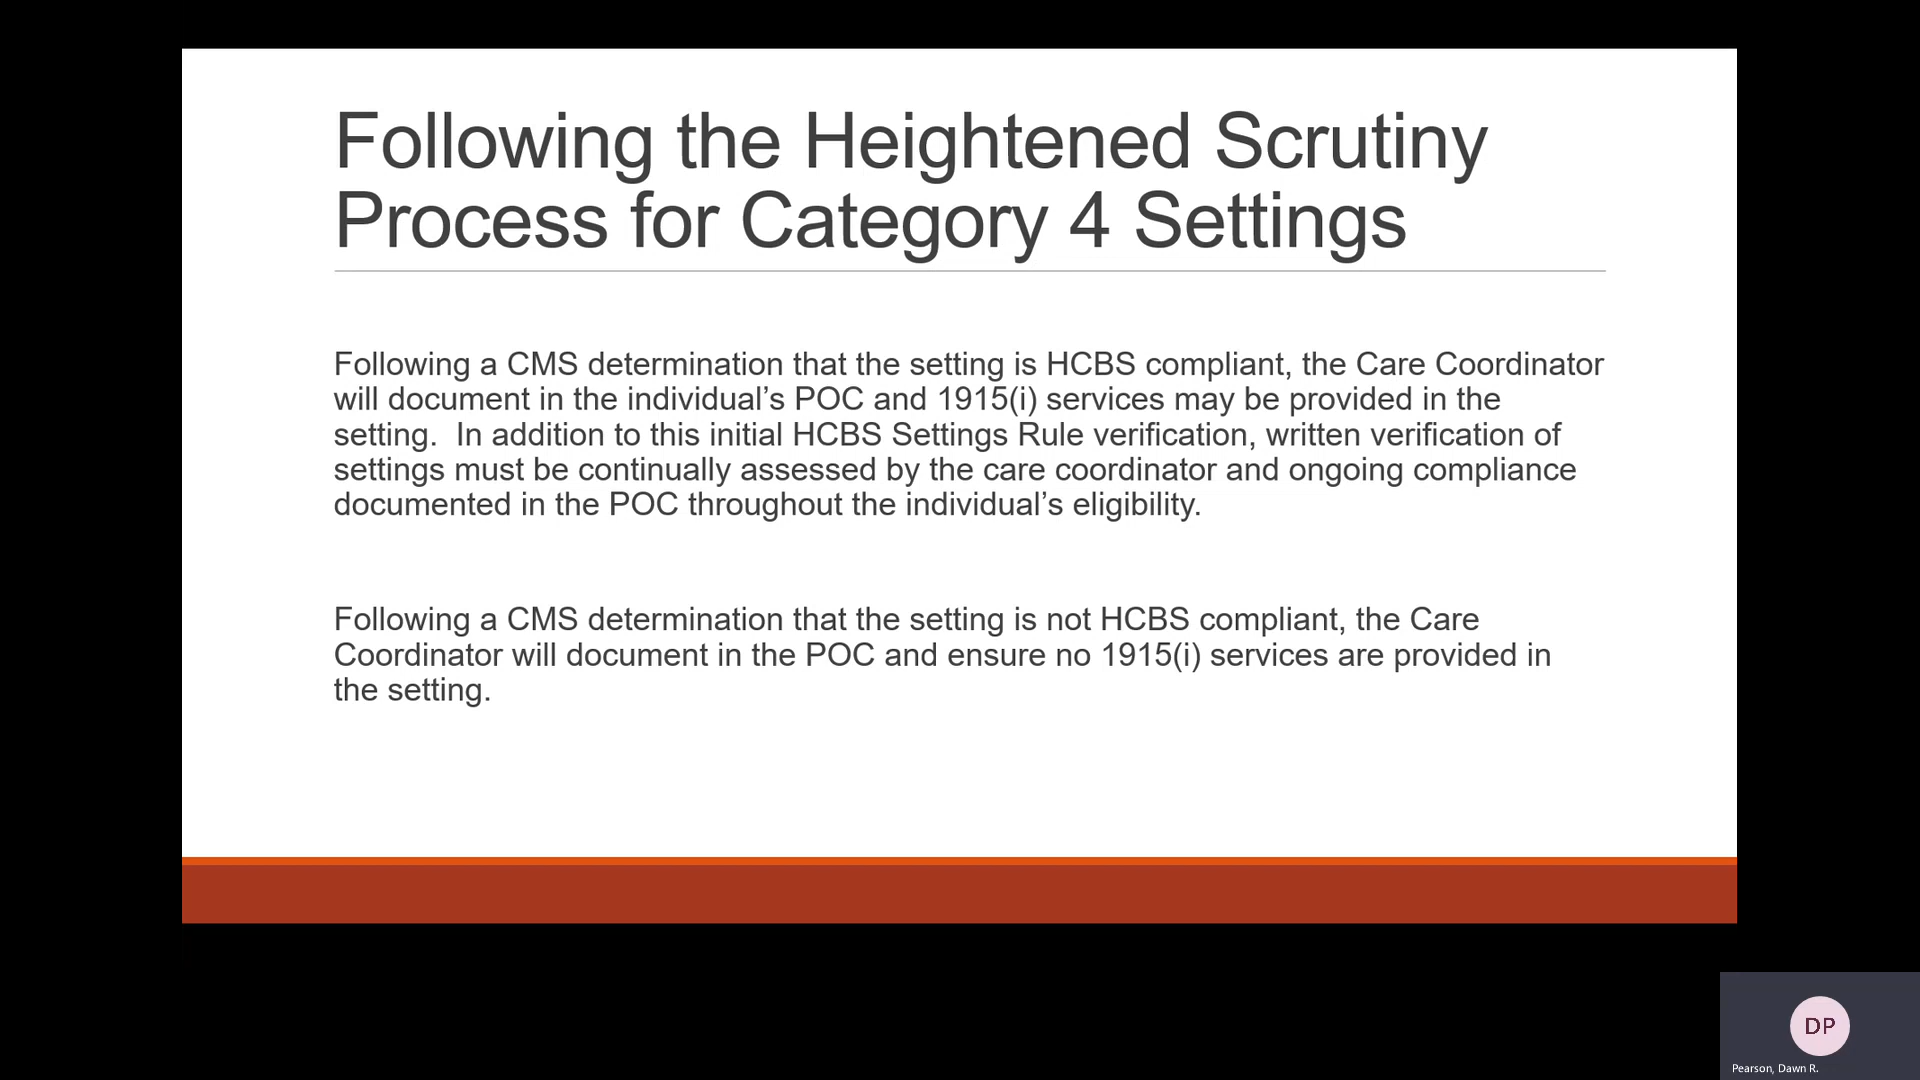 Following the Heightened Scrutiny
Process for Category 4 Settings
Following a CMS determination that the setting is HCBS compliant, the Care Coordinator
will document in the individual’s POC and 1915(i) services may be provided in the
setting.  In addition to this initial HCBS Settings Rule verification, written verification of
settings must be continually assessed by the care coordinator and ongoing compliance
documented in the POC throughout the individual’s eligibility.
Following a CMS determination that the setting is not HCBS compliant, the Care
Coordinator will document in the POC and ensure no 1915(i) services are provided in
the setting.
DP
Pearson, Dawn R.